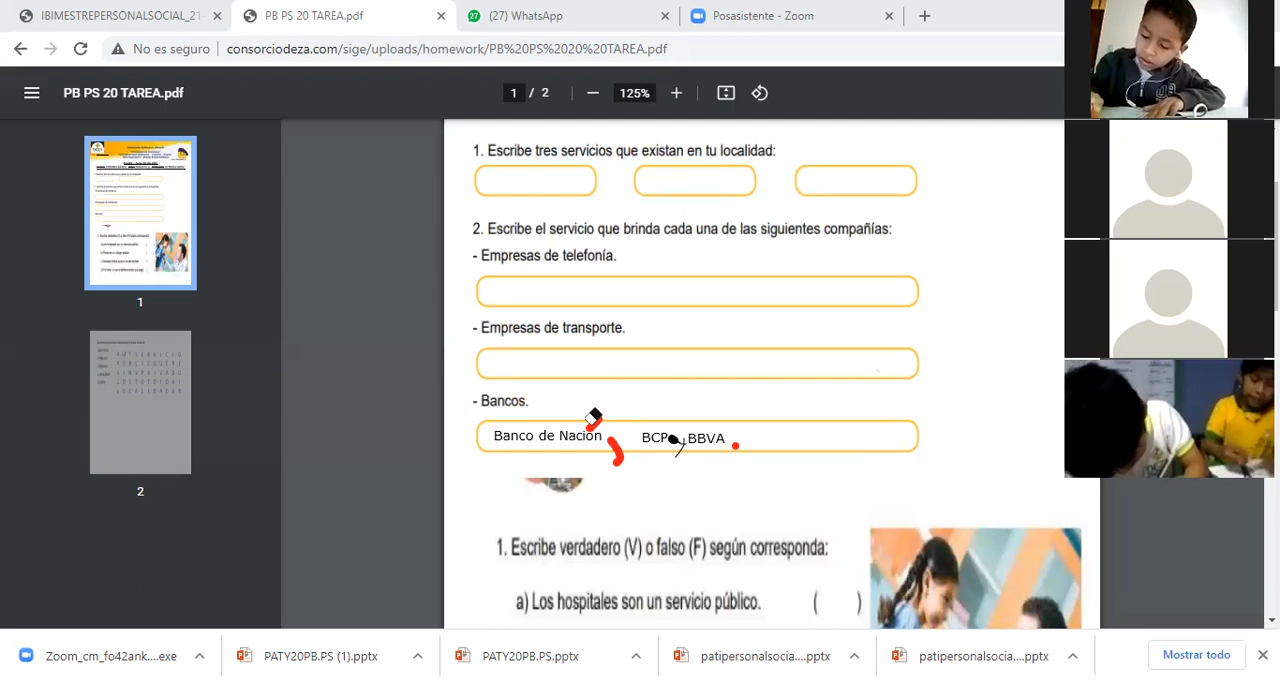 IBIMESTREPERSONALSOCIAL_21-
PB PS 20 TAREA.pdf
27
(27) WhatsApp
Posasistente - Zoom
No es seguro
consorciodeza.com/sige/uploads/homework/PB%20PS%2020%20TAREA.pdf
PB PS 20 TAREA.pdf
1 / 2
125%
1. Escribe tres servicios que existan en tu localidad:
2. Escribe el servicio que brinda cada una de las siguientes compañías:
- Empresas de telefonía.
- Empresas de transporte.
- Bancos.
Banco de Nacion , BCP , BBVA .
1. Escribe verdadero (V) o falso (F) según corresponda:
a) Los hospitales son un servicio público. ( )
1
2
Zoom_cm_fo42ank....exe
PATY20BP.PS (1).pptx
PATY20PB.PS.pptx
patipersonalsocia....pptx
patipersonalsocia....pptx
Mostrar todo